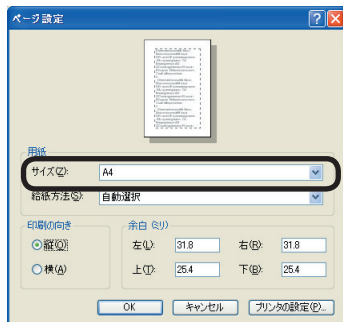 ページ設定
用紙
サイズ(Z): A4
給紙方法(S): 自動選択
印刷の向き
縦(O)
横(A)
余白 (ミリ)
左(L): 31.8 右(R): 31.8
上(T): 25.4 下(B): 25.4
OK キャンセル プリンタの設定(P)...